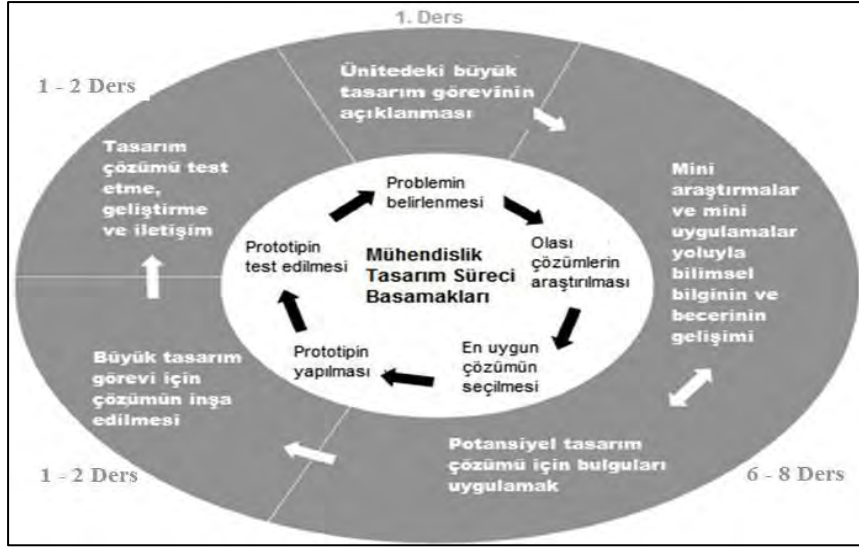 1. Ders
Ünitedeki büyük
tasarım görevinin
açıklanması
1 - 2 Ders
Tasarım
çözümü test
etme,
geliştirme
ve iletişim
Mini
araştırmalar
ve mini
uygulamalar
yoluyla
bilimsel
bilginin ve
becerinin
gelişimi
Problemin
belirlenmesi
Olası
çözümlerin
araştırılması
Prototipin
test edilmesi
Mühendislik
Tasarım Süreci
Basamakları
En uygun
çözümün
seçilmesi
Prototipin
yapılması
Büyük tasarım
görevi için
çözümün inşa
edilmesi
Potansiyel tasarım
çözümü için bulguları
uygulamak
1 - 2 Ders
6 - 8 Ders